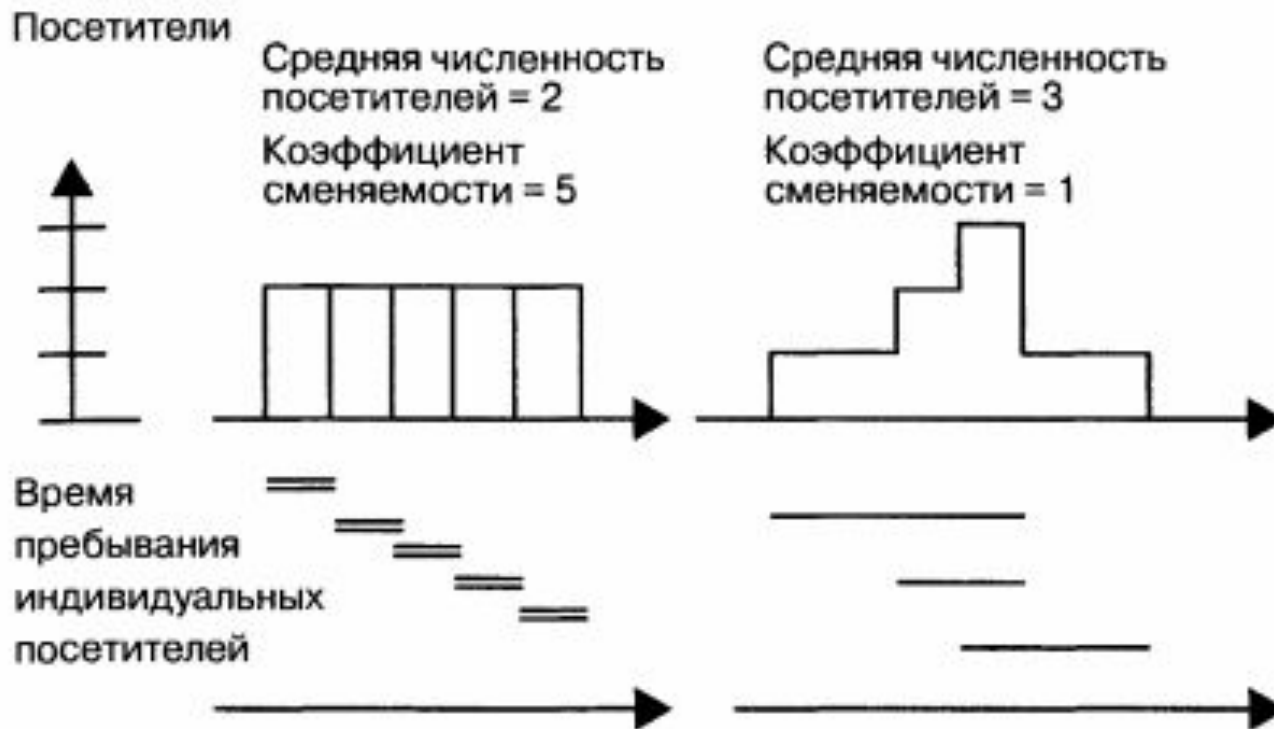 Посетители
Средняя численность
посетителей = 2
Коэффициент
сменяемости = 5
Средняя численность
посетителей = 3
Коэффициент
сменяемости = 1
Время
пребывания
индивидуальных
посетителей